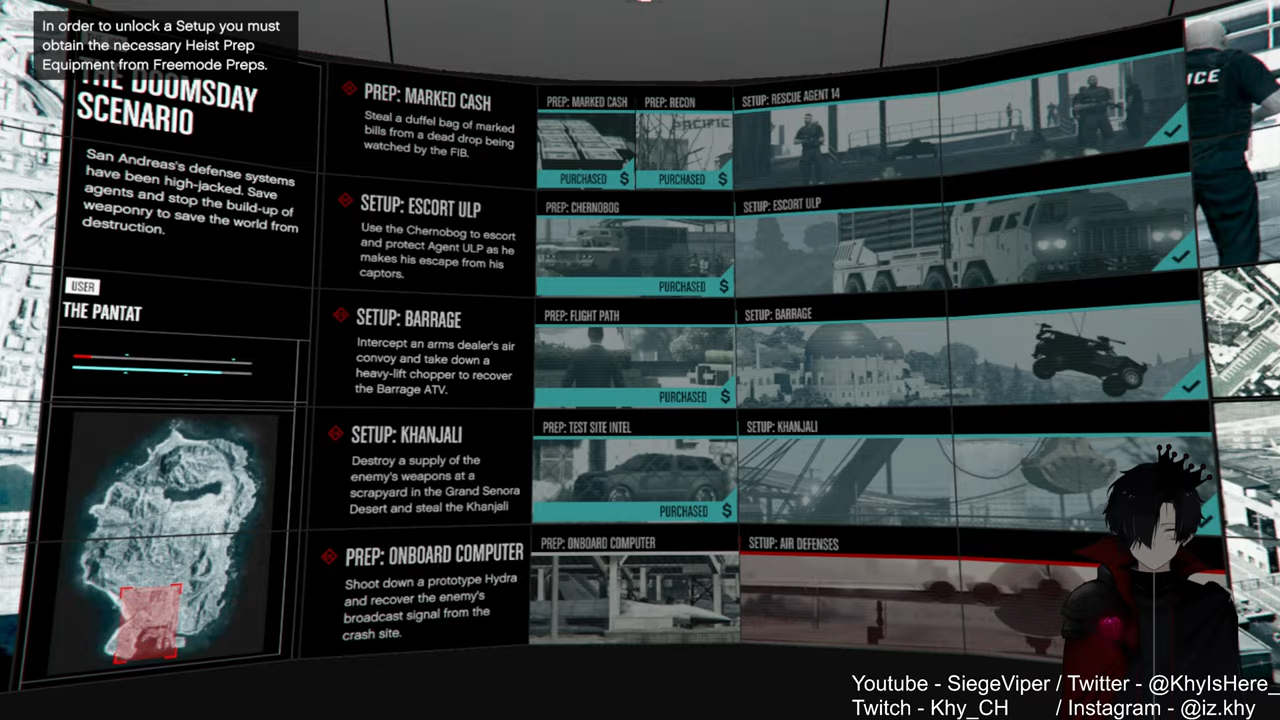 In order to unlock a Setup you must
obtain the necessary Heist Prep
Equipment from Freemode Preps.
THE DOOMSDAY
SCENARIO
San Andreas's defense systems
have been high-jacked. Save
agents and stop the build-up of
weaponry to save the world from
destruction.
USER
THE PANTAT
PREP: MARKED CASH
Steal a duffel bag of marked
bills from a dead drop being
watched by the FIB.
SETUP: ESCORT ULP
Use the Chernobog to escort
and protect Agent ULP as he
makes his escape from his
captors.
SETUP: BARRAGE
Intercept an arms dealer's air
convoy and take down a
heavy-lift chopper to recover
the Barrage ATV.
SETUP: KHANJALI
Destroy a supply of the
enemy's weapons at a
scrapyard in the Grand Senora
Desert and steal the Khanjali
PREP: ONBOARD COMPUTER
Shoot down a prototype Hydra
and recover the enemy's
broadcast signal from the
crash site.
PREP: MARKED CASH
PURCHASED $
PREP: RECON
PACIFIC
PURCHASED $
SETUP: RESCUE AGENT 14
PREP: CHERNOBOG
PURCHASED $
SETUP: ESCORT ULP
PREP: FLIGHT PATH
PURCHASED $
SETUP: BARRAGE
PREP: TEST SITE INTEL
PURCHASED $
SETUP: KHANJALI
PREP: ONBOARD COMPUTER
SETUP: AIR DEFENSES
ICE
Youtube - SiegeViper / Twitter - @KhyIsHere_
Twitch - Khy_CH / Instagram - @iz.khy